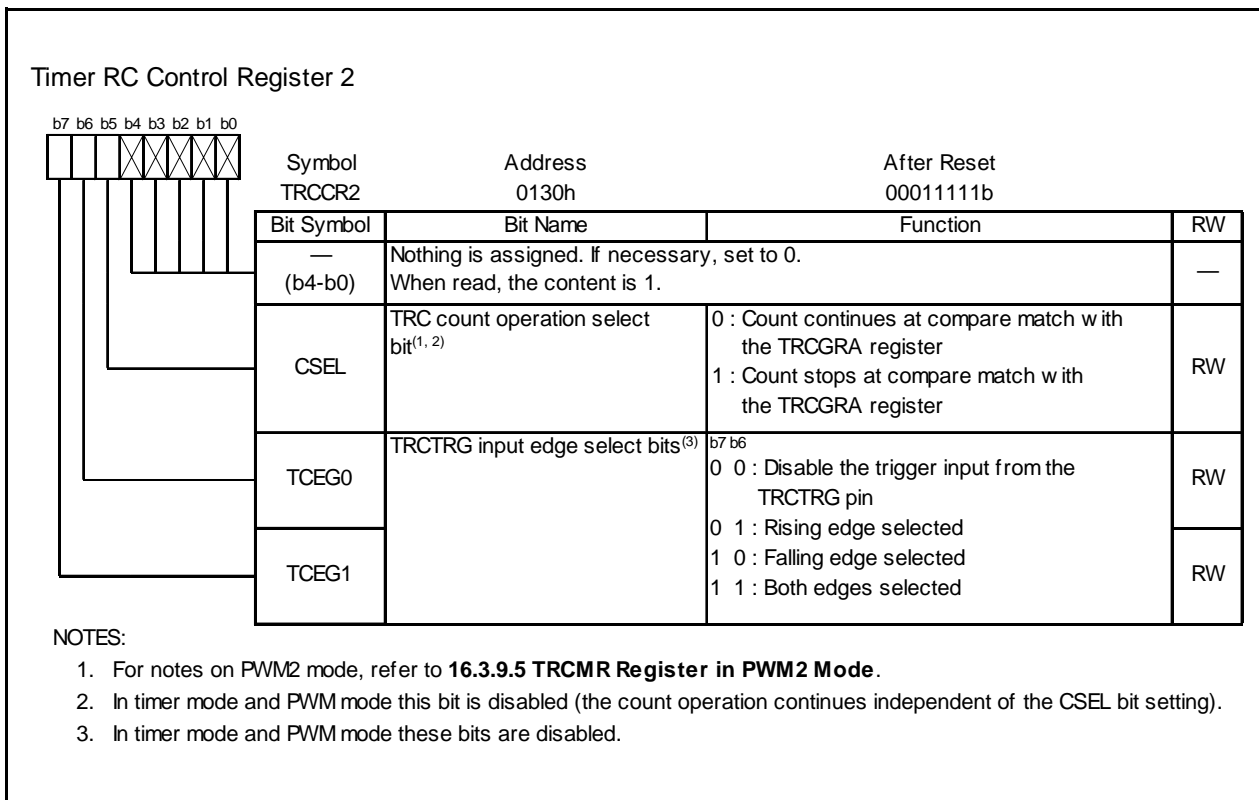 Timer RC Control Register 2
b7 b6 b5 b4 b3 b2 b1 b0
Symbol Address After Reset
TRCCR2 0130h 00011111b
Bit Symbol Bit Name Function RW
—
(b4-b0)
Nothing is assigned. If necessary, set to 0.
When read, the content is 1.
—
CSEL
TRC count operation select
bit(1, 2)
0 : Count continues at compare match with
the TRCGRA register
1 : Count stops at compare match with
the TRCGRA register
RW
TCEG0
TRCTRG input edge select bits(3)
b7 b6
0 0 : Disable the trigger input from the
TRCTRG pin
0 1 : Rising edge selected
1 0 : Falling edge selected
1 1 : Both edges selected
RW
TCEG1
RW
NOTES:
1. For notes on PWM2 mode, refer to 16.3.9.5 TRCMR Register in PWM2 Mode.
2. In timer mode and PWM mode this bit is disabled (the count operation continues independent of the CSEL bit setting).
3. In timer mode and PWM mode these bits are disabled.